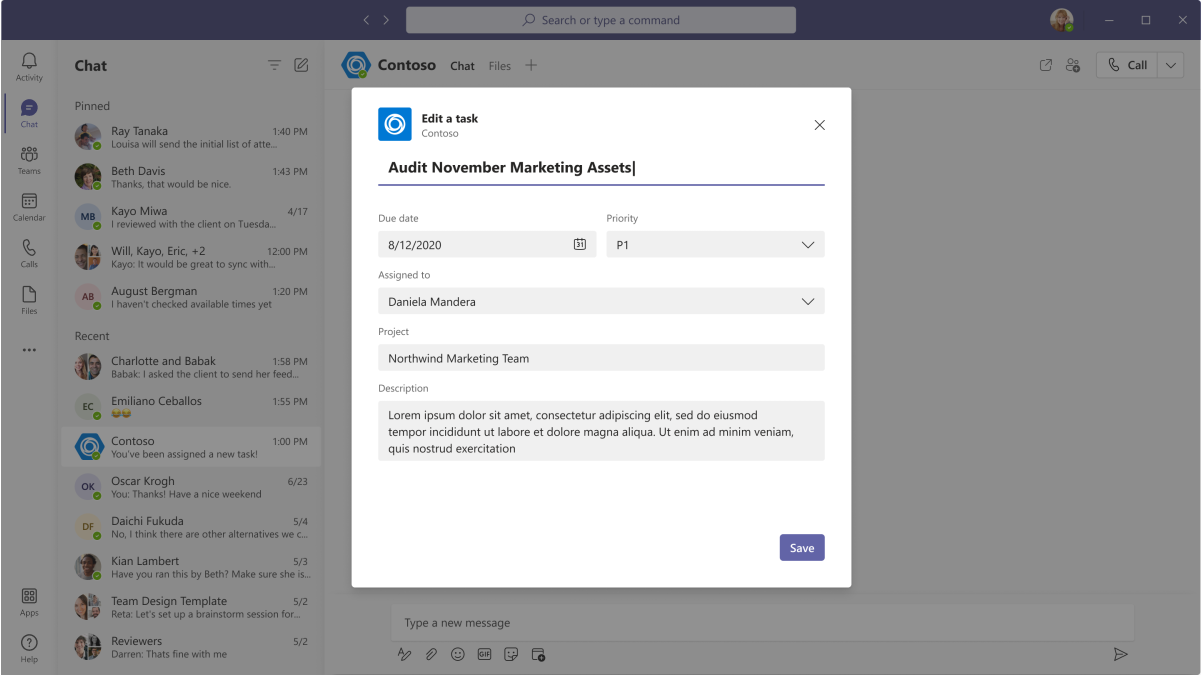 Search or type a command
Activity
Chat
Teams
Calendar
Calls
Files
Apps
Help
Chat
Pinned
Ray Tanaka 1:40 PM
Louisa will send the initial list of atte...
Beth Davis 1:43 PM
Thanks, that would be nice.
MB
Kayo Miwa 4/17
I reviewed with the client on Tuesda...
Will, Kayo, Eric, +2 12:00 PM
Kayo: It would be great to sync with...
AB
August Bergman 1:20 PM
I haven't checked available times yet
Recent
Charlotte and Babak 1:58 PM
Babak: I asked the client to send her feed...
EC
Emiliano Ceballos 1:55 PM
😂😂
Contoso 1:00 PM
You've been assigned a new task!
OK
Oscar Krogh 6/23
You: Thanks! Have a nice weekend
DF
Daichi Fukuda 5/4
No, I think there are other alternatives we c...
Kian Lambert 5/3
Have you ran this by Beth? Make sure she is...
Team Design Template 5/2
Reta: Let's set up a brainstorm session for...
Reviewers 5/2
Darren: Thats fine with me
Contoso Chat Files
Call
Edit a task
Contoso
Audit November Marketing Assets
Due date Priority
8/12/2020 31 P1
Assigned to
Daniela Mandera
Project
Northwind Marketing Team
Description
Lorem ipsum dolor sit amet, consectetur adipiscing elit, sed do eiusmod
tempor incididunt ut labore et dolore magna aliqua. Ut enim ad minim veniam,
quis nostrud exercitation
Save
Type a new message
GIF